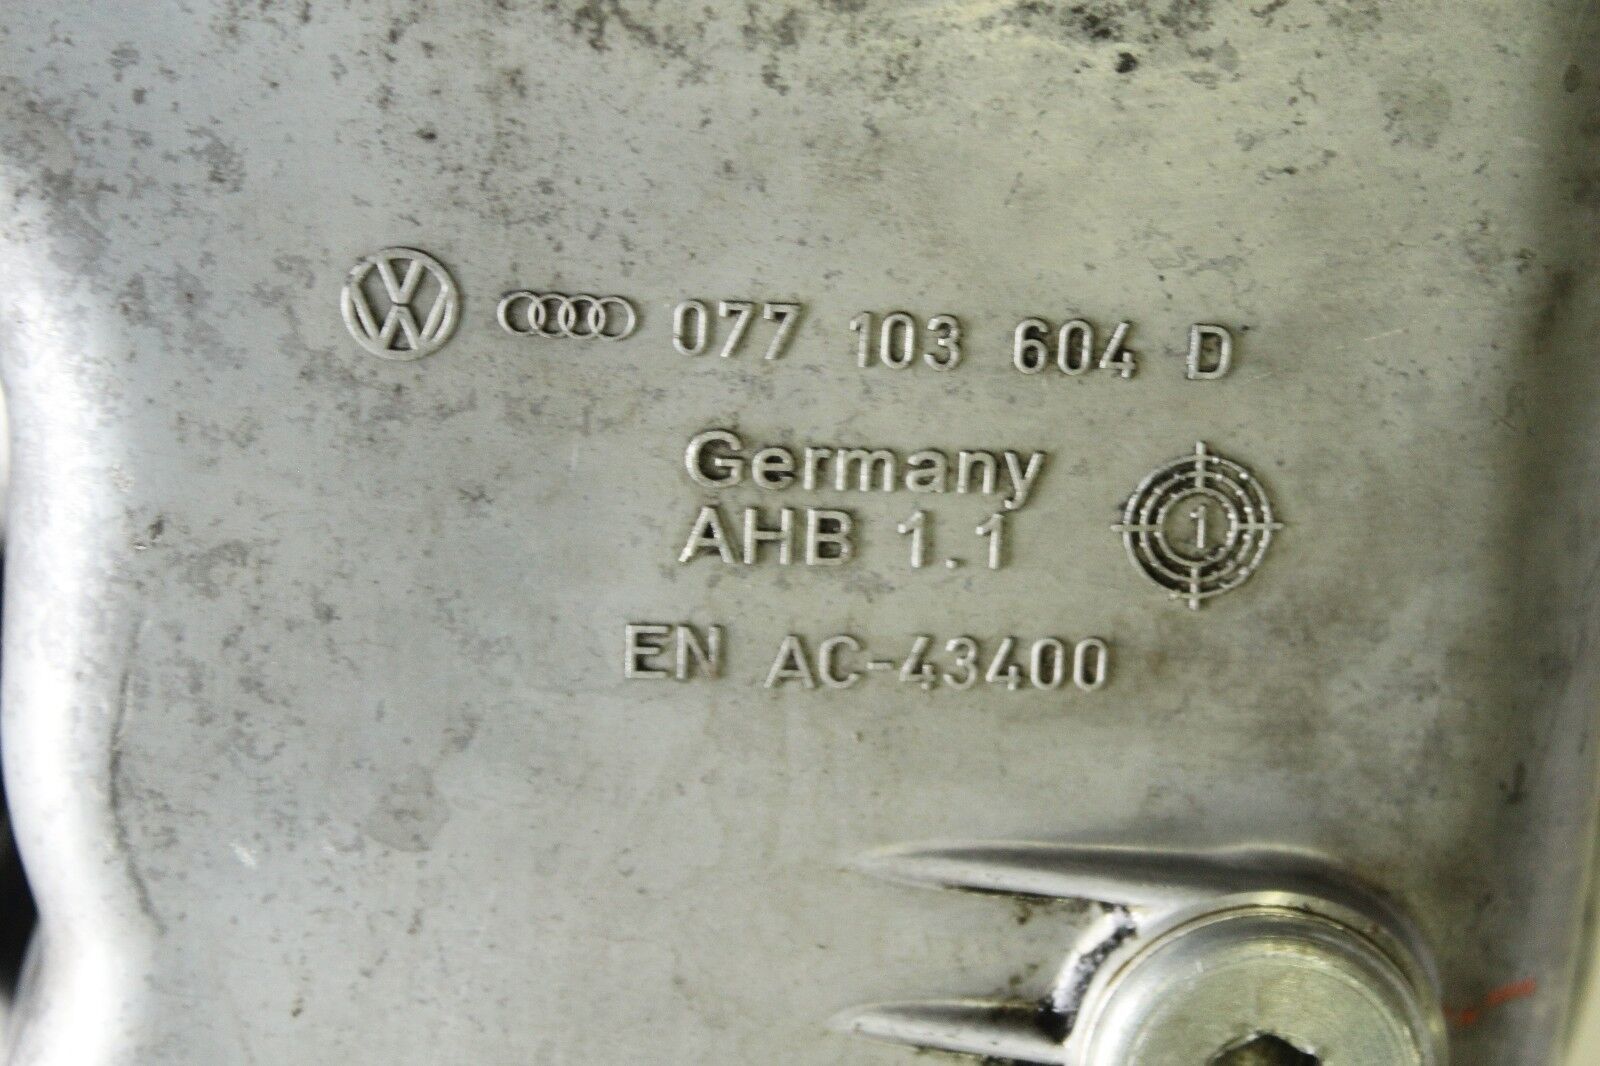 077 103 604 D
Germany
AHB 1.1
1
EN AC-43400